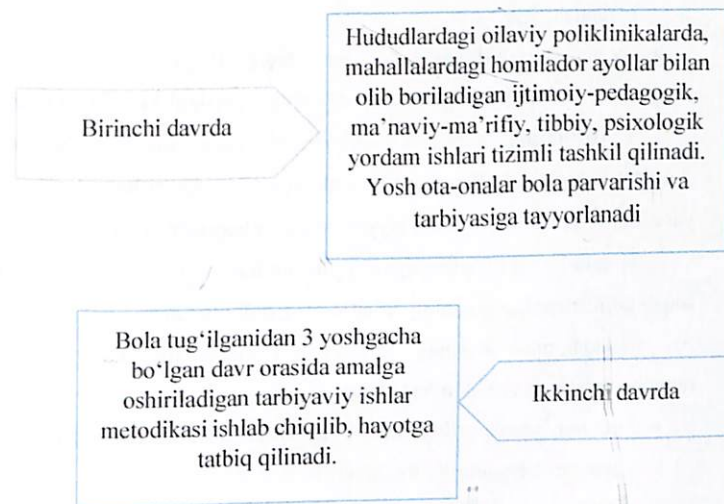 Birinchi davrda
Hududlardagi oilaviy poliklinikalarda,
mahallalardagi homilador ayollar bilan
olib boriladigan ijtimoiy-pedagogik,
ma’naviy-ma’rifiy, tibbiy, psixologik
yordam ishlari tizimli tashkil qilinadi.
Yosh ota-onalar bola parvarishi va
tarbiyasiga tayyorlanadi
Bola tug‘ilganidan 3 yoshgacha
bo‘lgan davr orasida amalga
oshiriladigan tarbiyaviy ishlar
metodikasi ishlab chiqilib, hayotga
tatbiq qilinadi.
Ikkinchi davrda